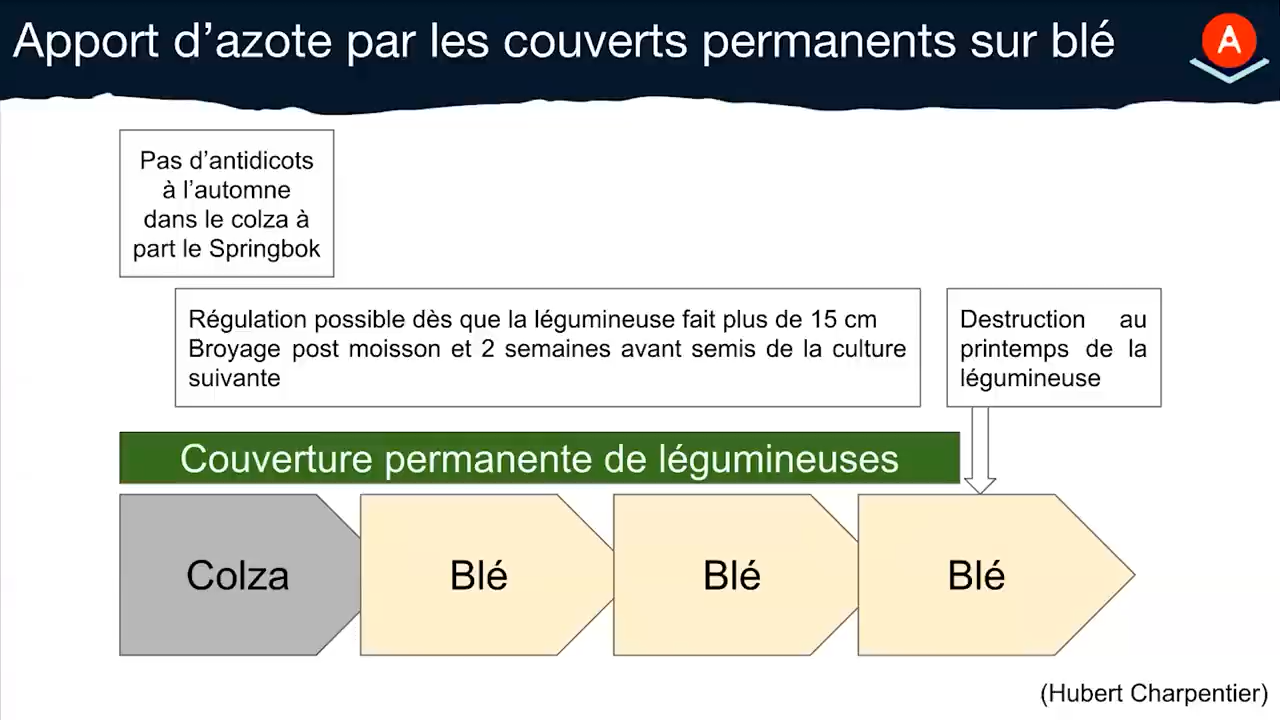 Apport d’azote par les couverts permanents sur blé
A
Pas d’antidicots
à l’automne
dans le colza à
part le Springbok
Régulation possible dès que la légumineuse fait plus de 15 cm
Broyage post moisson et 2 semaines avant semis de la culture
suivante
Destruction au
printemps de la
légumineuse
Couverture permanente de légumineuses
Colza
Blé
Blé
Blé
(Hubert Charpentier)